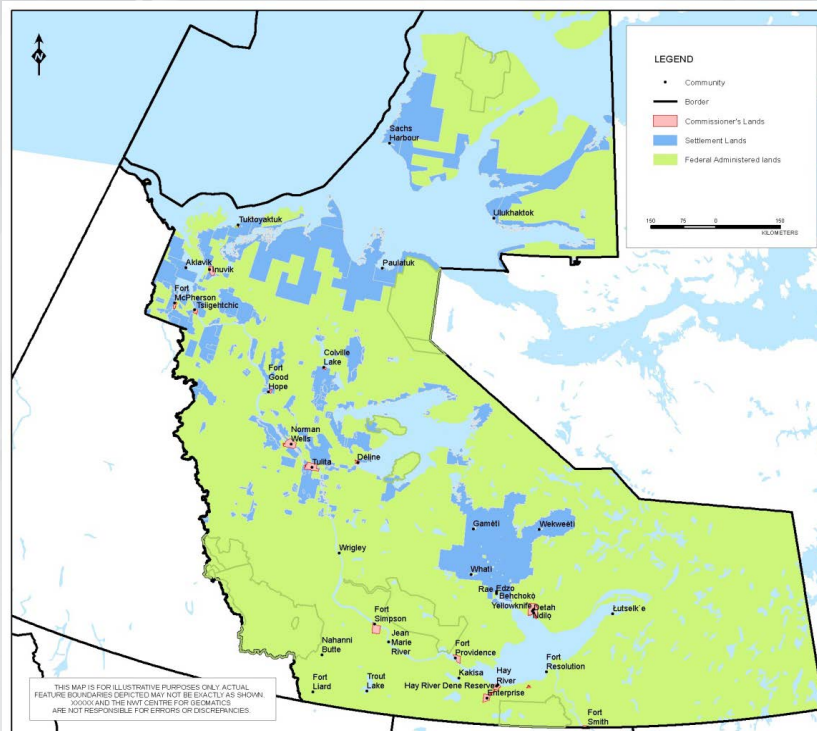 N
LEGEND
Community
Border
Commissioner's Lands
Settlement Lands
Federal Administered lands
150 75 0 150
KILOMETERS
Sachs
Harbour
Ulukhaktok
Tuktoyaktuk
Aklavik
Inuvik
Paulatuk
Fort
McPherson
Tsiigehtchic
Colville
Lake
Fort
Good
Hope
Norman
Wells
Tulita
Déline
Gamètì
Wekweètì
Wrigley
Whatì
Rae Edzo
Behchokò
Yellowknife
Detah
Ndilo
Łutselk'e
Fort
Simpson
Jean
Marie
River
Nahanni
Butte
Fort
Providence
Fort
Resolution
Kakisa
Hay
River
Hay River Dene Reserve
Enterprise
Fort
Liard
Trout
Lake
Fort
Smith
THIS MAP IS FOR ILLUSTRATIVE PURPOSES ONLY. ACTUAL
FEATURE BOUNDARIES DEPICTED MAY NOT BE EXACTLY AS SHOWN.
XXXXX AND THE NWT CENTRE FOR GEOMATICS
ARE NOT RESPONSIBLE FOR ERRORS OR DISCREPANCIES.